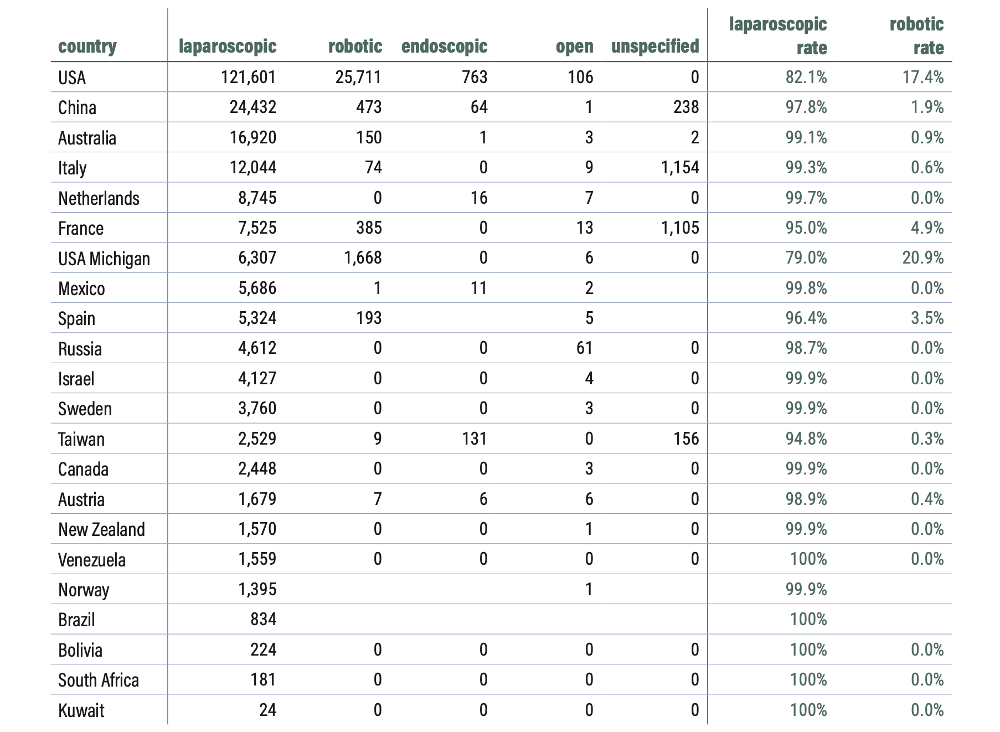 country laparoscopic robotic endoscopic open unspecified laparoscopic rate robotic rate
USA 121,601 25,711 763 106 0 82.1% 17.4%
China 24,432 473 64 1 238 97.8% 1.9%
Australia 16,920 150 1 3 2 99.1% 0.9%
Italy 12,044 74 0 9 1,154 99.3% 0.6%
Netherlands 8,745 0 16 7 0 99.7% 0.0%
France 7,525 385 0 13 1,105 95.0% 4.9%
USA Michigan 6,307 1,668 0 6 0 79.0% 20.9%
Mexico 5,686 1 11 2 99.8% 0.0%
Spain 5,324 193 5 96.4% 3.5%
Russia 4,612 0 0 61 0 98.7% 0.0%
Israel 4,127 0 0 4 0 99.9% 0.0%
Sweden 3,760 0 0 3 0 99.9% 0.0%
Taiwan 2,529 9 131 0 156 94.8% 0.3%
Canada 2,448 0 0 3 0 99.9% 0.0%
Austria 1,679 7 6 6 0 98.9% 0.4%
New Zealand 1,570 0 0 1 0 99.9% 0.0%
Venezuela 1,559 0 0 0 0 100% 0.0%
Norway 1,395 1 99.9%
Brazil 834 100%
Bolivia 224 0 0 0 0 100% 0.0%
South Africa 181 0 0 0 0 100% 0.0%
Kuwait 24 0 0 0 0 100% 0.0%